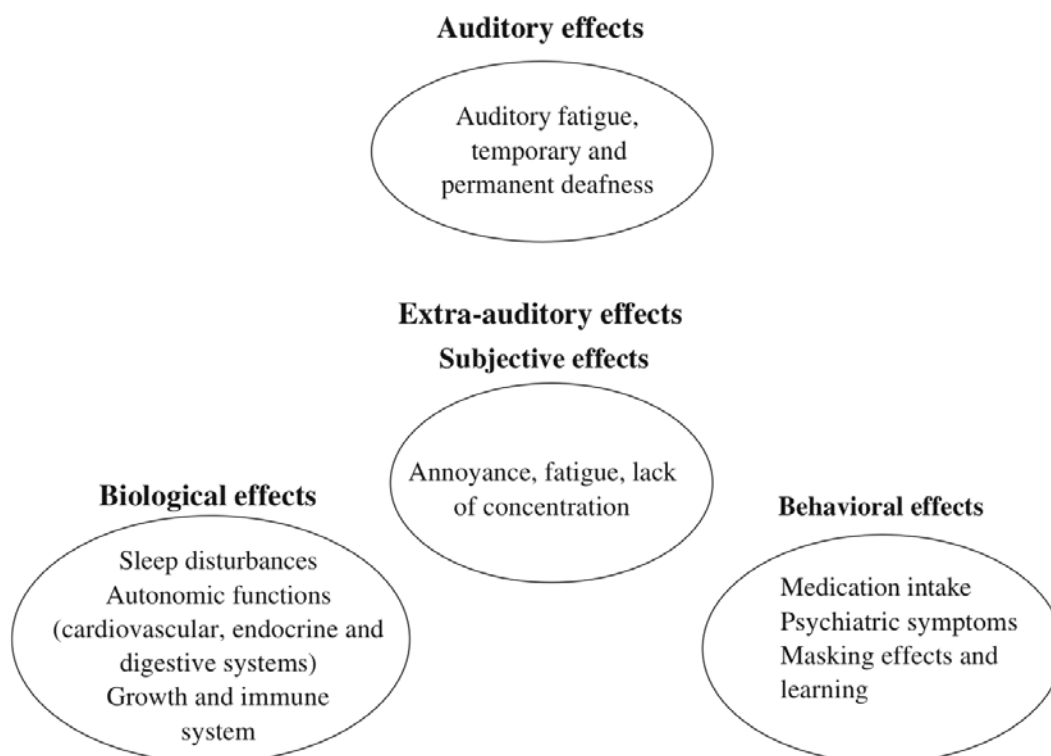 Auditory effects
Auditory fatigue,
temporary and
permanent deafness
Extra-auditory effects
Subjective effects
Annoyance, fatigue, lack
of concentration
Biological effects
Sleep disturbances
Autonomic functions
(cardiovascular, endocrine and
digestive systems)
Growth and immune
system
Behavioral effects
Medication intake
Psychiatric symptoms
Masking effects and
learning